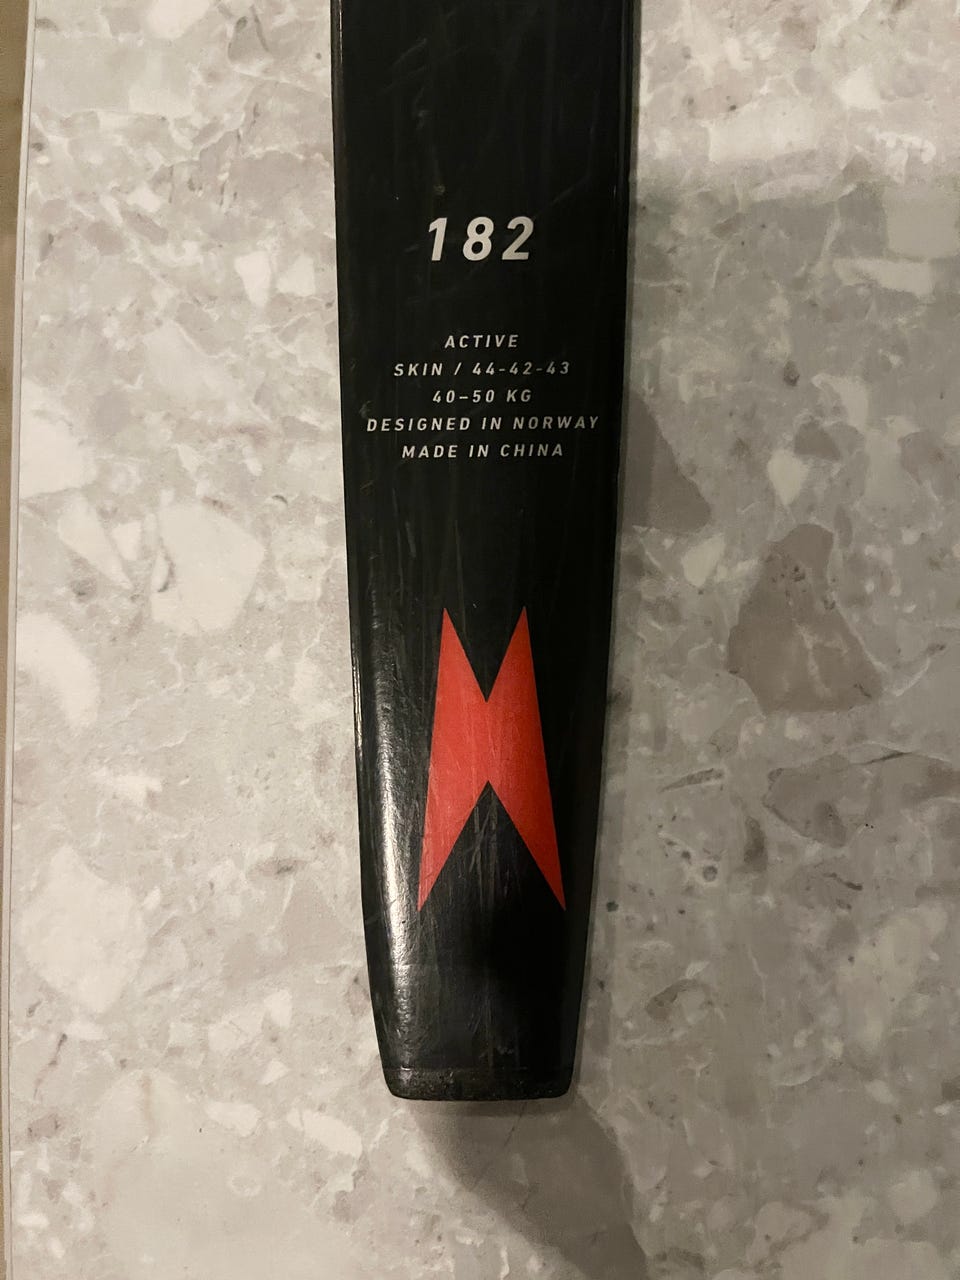 182
ACTIVE
SKIN / 44-42-43
40-50 KG
DESIGNED IN NORWAY
MADE IN CHINA